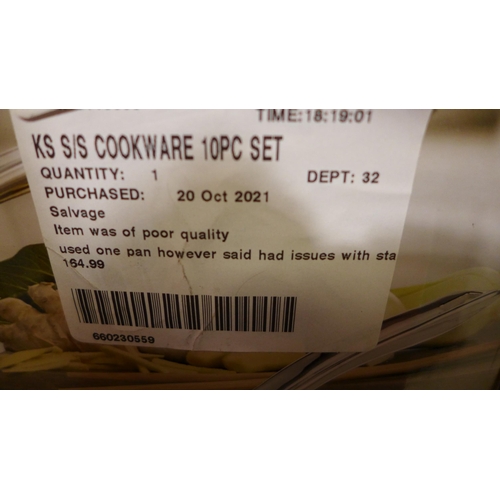 TIME:18:19:01
KS S/S COOKWARE 10PC SET
QUANTITY: 1 DEPT: 32
PURCHASED: 20 Oct 2021
Salvage
Item was of poor quality
used one pan however said had issues with sta
164.99
660230559